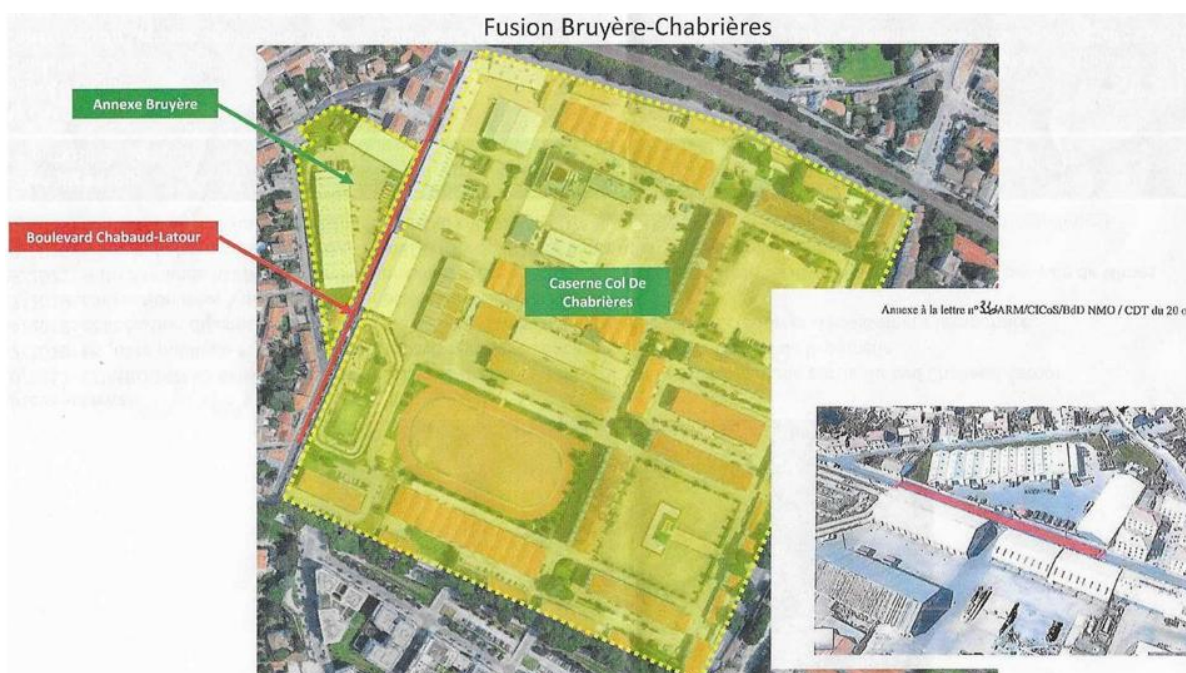 Fusion Bruyère-Chabrières
Annexe Bruyère
Boulevard Chabaud-Latour
Caserne Col De
Chabrières
Annexe à la lettre n° /ARM/CICoS/BdD NMO / CDT du 20